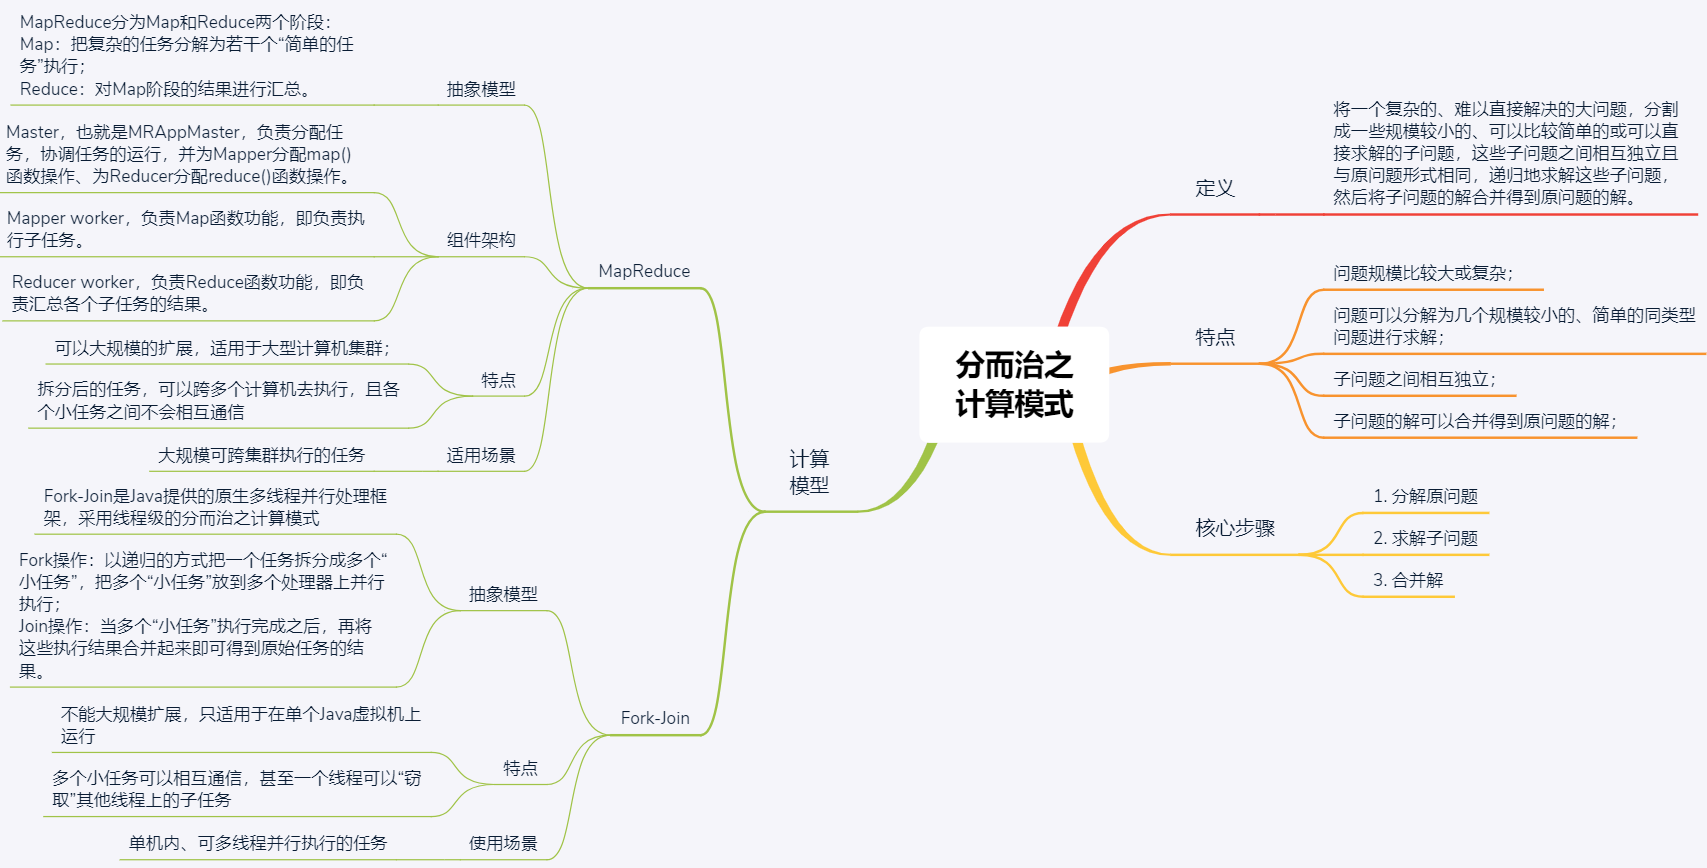 分而治之
计算模式
定义
将一个复杂的、难以直接解决的大问题，分割
成一些规模较小的、可以比较简单的或可以直
接求解的子问题，这些子问题之间相互独立且
与原问题形式相同，递归地求解这些子问题，
然后将子问题的解合并得到原问题的解。
特点
问题规模比较大或复杂；
问题可以分解为几个规模较小的、简单的同类型
问题进行求解；
子问题之间相互独立；
子问题的解可以合并得到原问题的解；
核心步骤
1. 分解原问题
2. 求解子问题
3. 合并解
计算
模型
MapReduce
抽象模型
MapReduce分为Map和Reduce两个阶段：
Map：把复杂的任务分解为若干个“简单的任
务”执行；
Reduce：对Map阶段的结果进行汇总。
组件架构
Master，也就是MRAppMaster，负责分配任
务，协调任务的运行，并为Mapper分配map()
函数操作、为Reducer分配reduce()函数操作。
Mapper worker，负责Map函数功能，即负责执
行子任务。
Reducer worker，负责Reduce函数功能，即负
责汇总各个子任务的结果。
特点
可以大规模的扩展，适用于大型计算机集群；
拆分后的任务，可以跨多个计算机去执行，且各
个小任务之间不会相互通信
适用场景
大规模可跨集群执行的任务
Fork-Join
抽象模型
Fork-Join是Java提供的原生多线程并行处理框
架，采用线程级的分而治之计算模式
Fork操作：以递归的方式把一个任务拆分成多个“
小任务”，把多个“小任务”放到多个处理器上并行
执行；
Join操作：当多个“小任务”执行完成之后，再将
这些执行结果合并起来即可得到原始任务的结
果。
特点
不能大规模扩展，只适用于在单个Java虚拟机上
运行
多个小任务可以相互通信，甚至一个线程可以“窃
取”其他线程上的子任务
使用场景
单机内、可多线程并行执行的任务